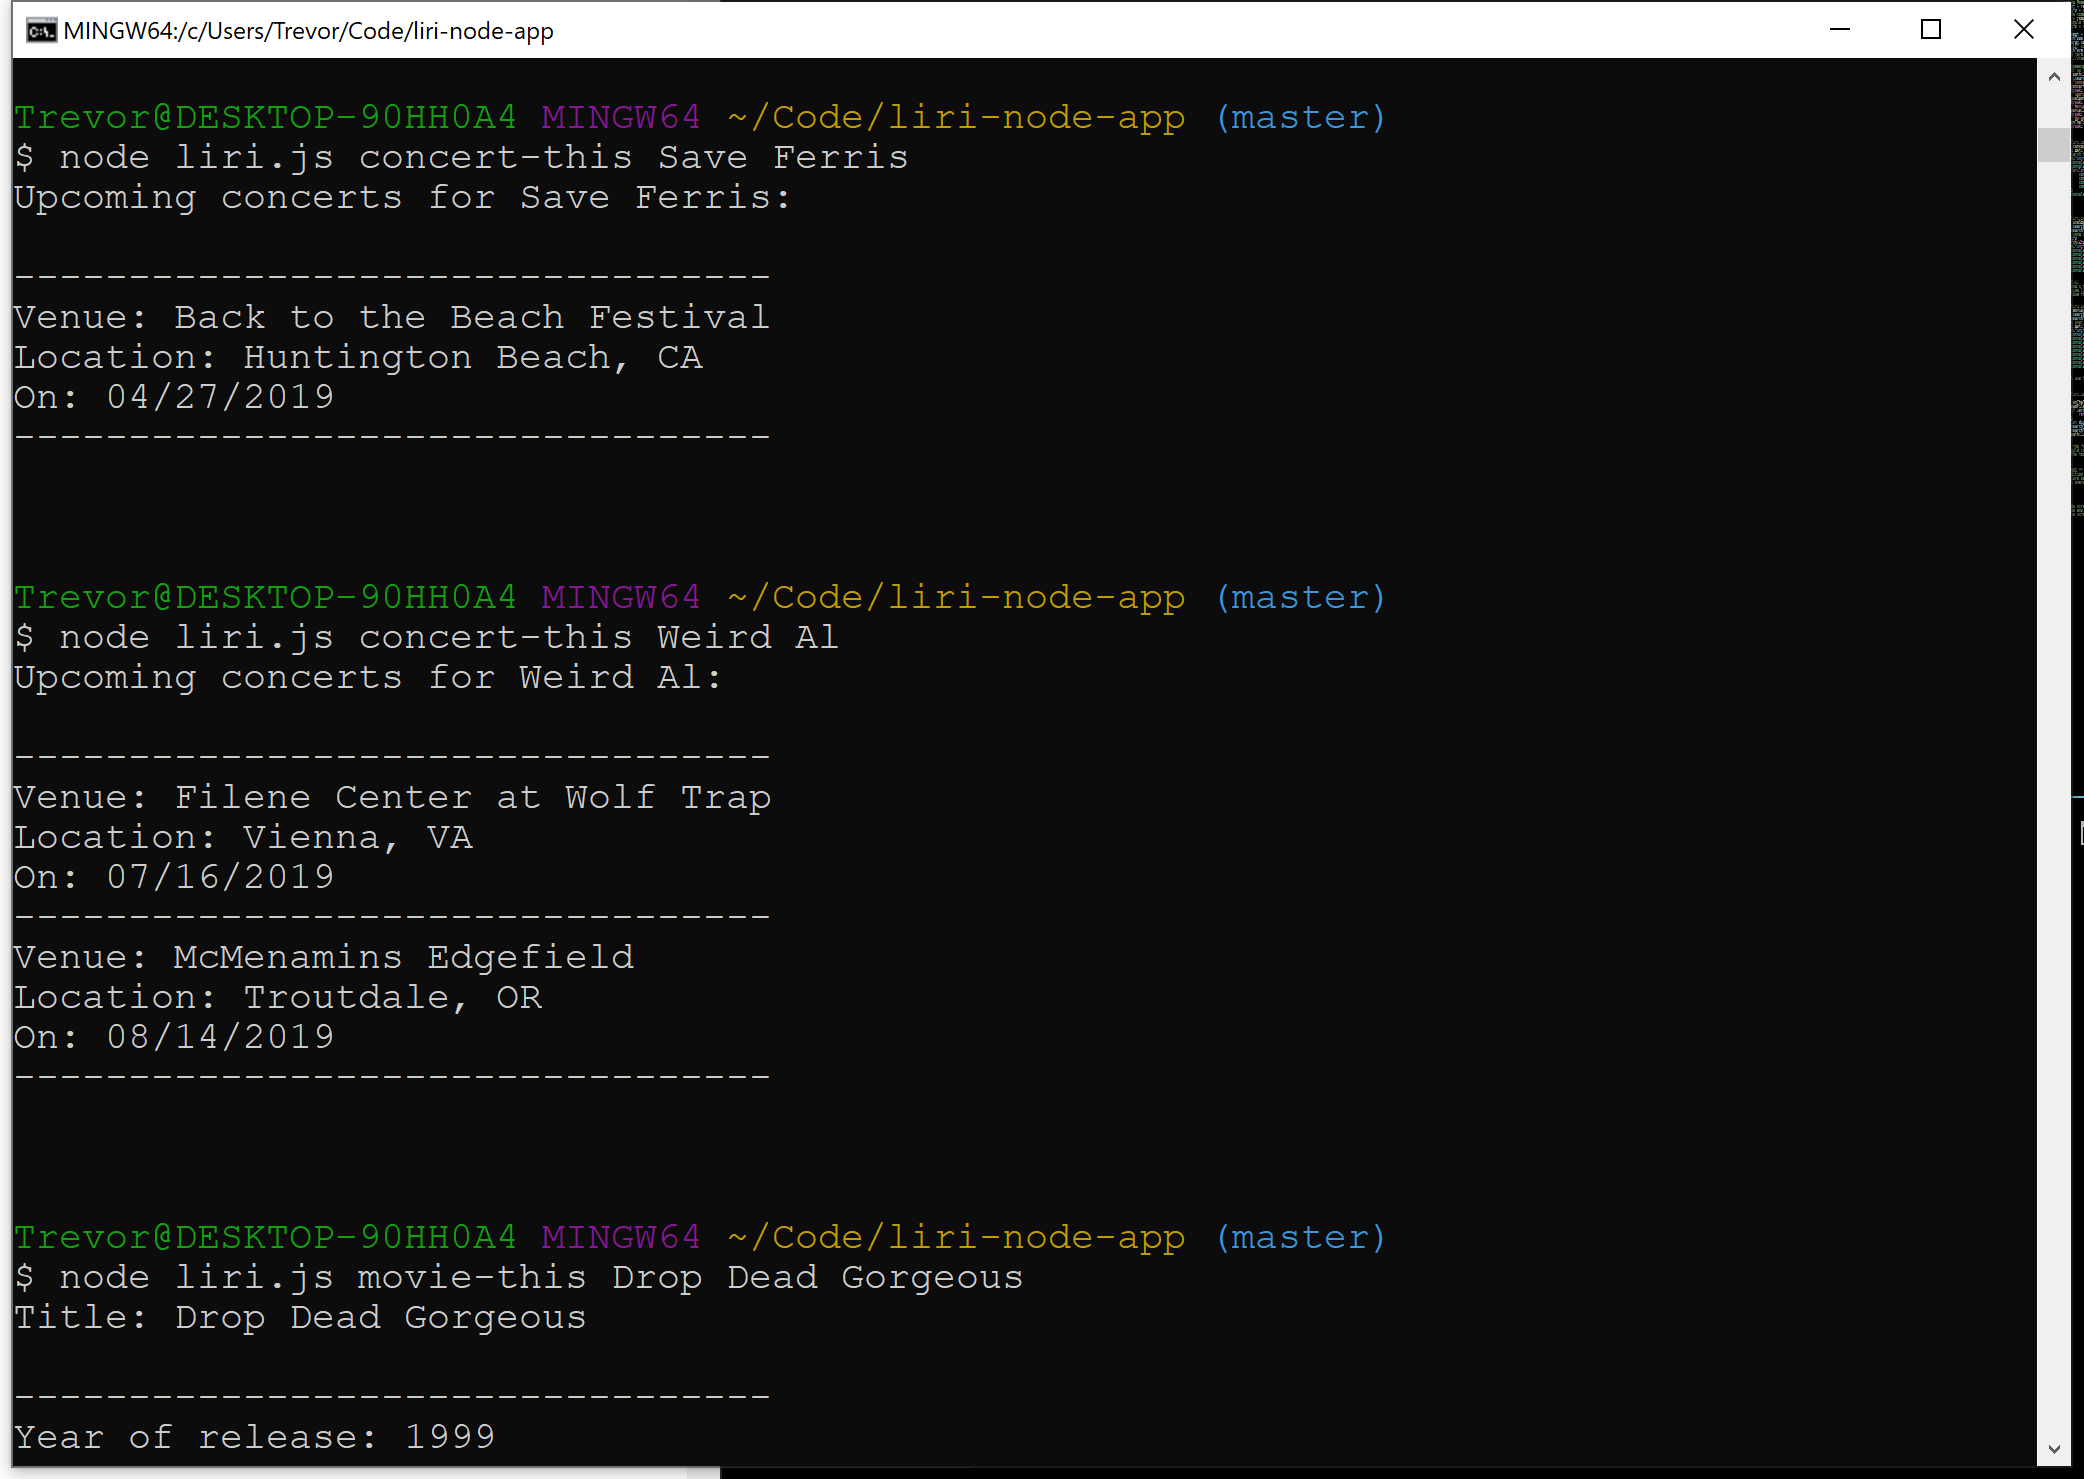 MINGW64:/c/Users/Trevor/Code/liri-node-app
Trevor@DESKTOP-90HH0A4 MINGW64 ~/Code/liri-node-app (master)
$ node liri.js concert-this Save Ferris
Upcoming concerts for Save Ferris:
---------------------------------
Venue: Back to the Beach Festival
Location: Huntington Beach, CA
On: 04/27/2019
---------------------------------
Trevor@DESKTOP-90HH0A4 MINGW64 ~/Code/liri-node-app (master)
$ node liri.js concert-this Weird Al
Upcoming concerts for Weird Al:
---------------------------------
Venue: Filene Center at Wolf Trap
Location: Vienna, VA
On: 07/16/2019
---------------------------------
Venue: McMenamins Edgefield
Location: Troutdale, OR
On: 08/14/2019
---------------------------------
Trevor@DESKTOP-90HH0A4 MINGW64 ~/Code/liri-node-app (master)
$ node liri.js movie-this Drop Dead Gorgeous
Title: Drop Dead Gorgeous
---------------------------------
Year of release: 1999